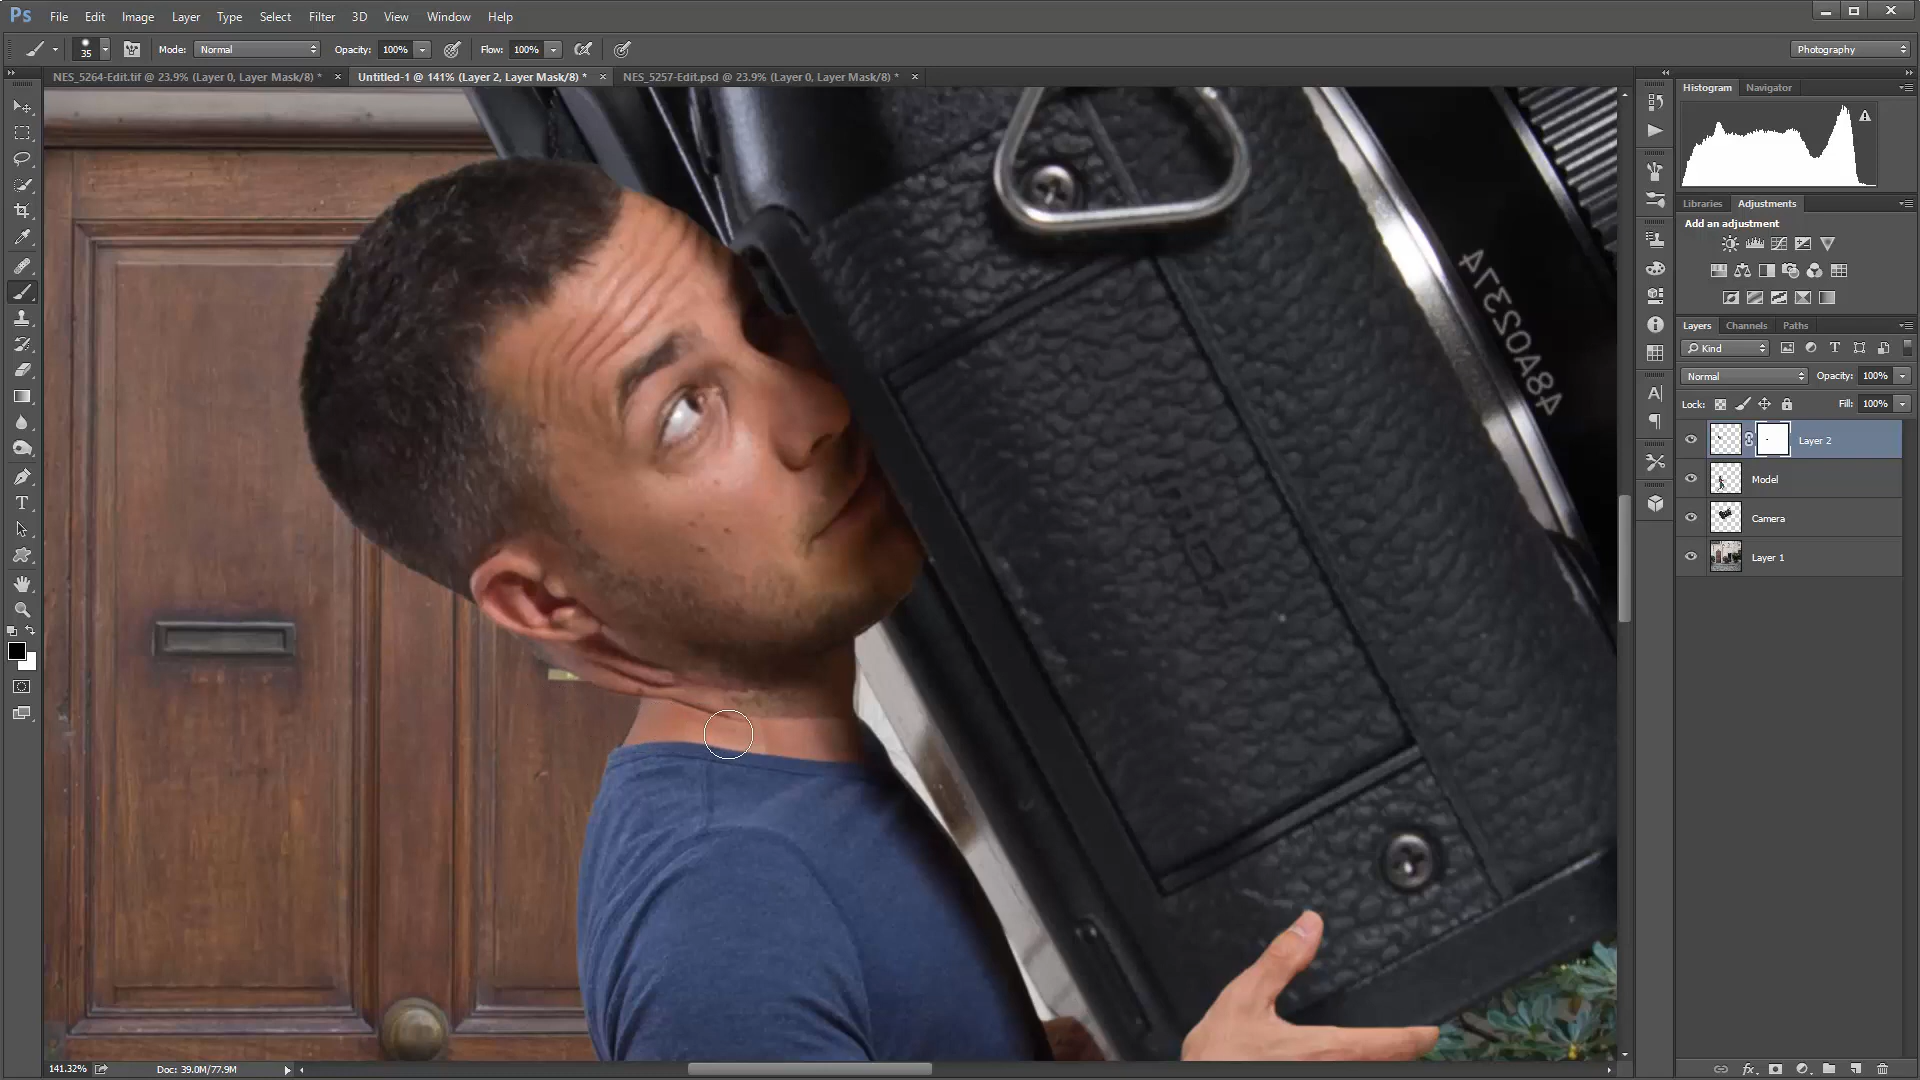 Ps File Edit Image Layer Type Select Filter 3D View Window Help
35 Mode: Normal Opacity: 100% Flow: 100% Photography
NES_5264-Edit.tif @ 23.9% (Layer 0, Layer Mask/8) * × Untitled-1 @ 141% (Layer 2, Layer Mask/8) * × NES_5257-Edit.psd @ 23.9% (Layer 0, Layer Mask/8) * ×
Histogram Navigator
Libraries Adjustments
Add an adjustment
Layers Channels Paths
Kind
Normal Opacity: 100%
Lock: Fill: 100%
Layer 2
Model
Camera
Layer 1
48A02374
141.32% Doc: 39.0M/77.9M